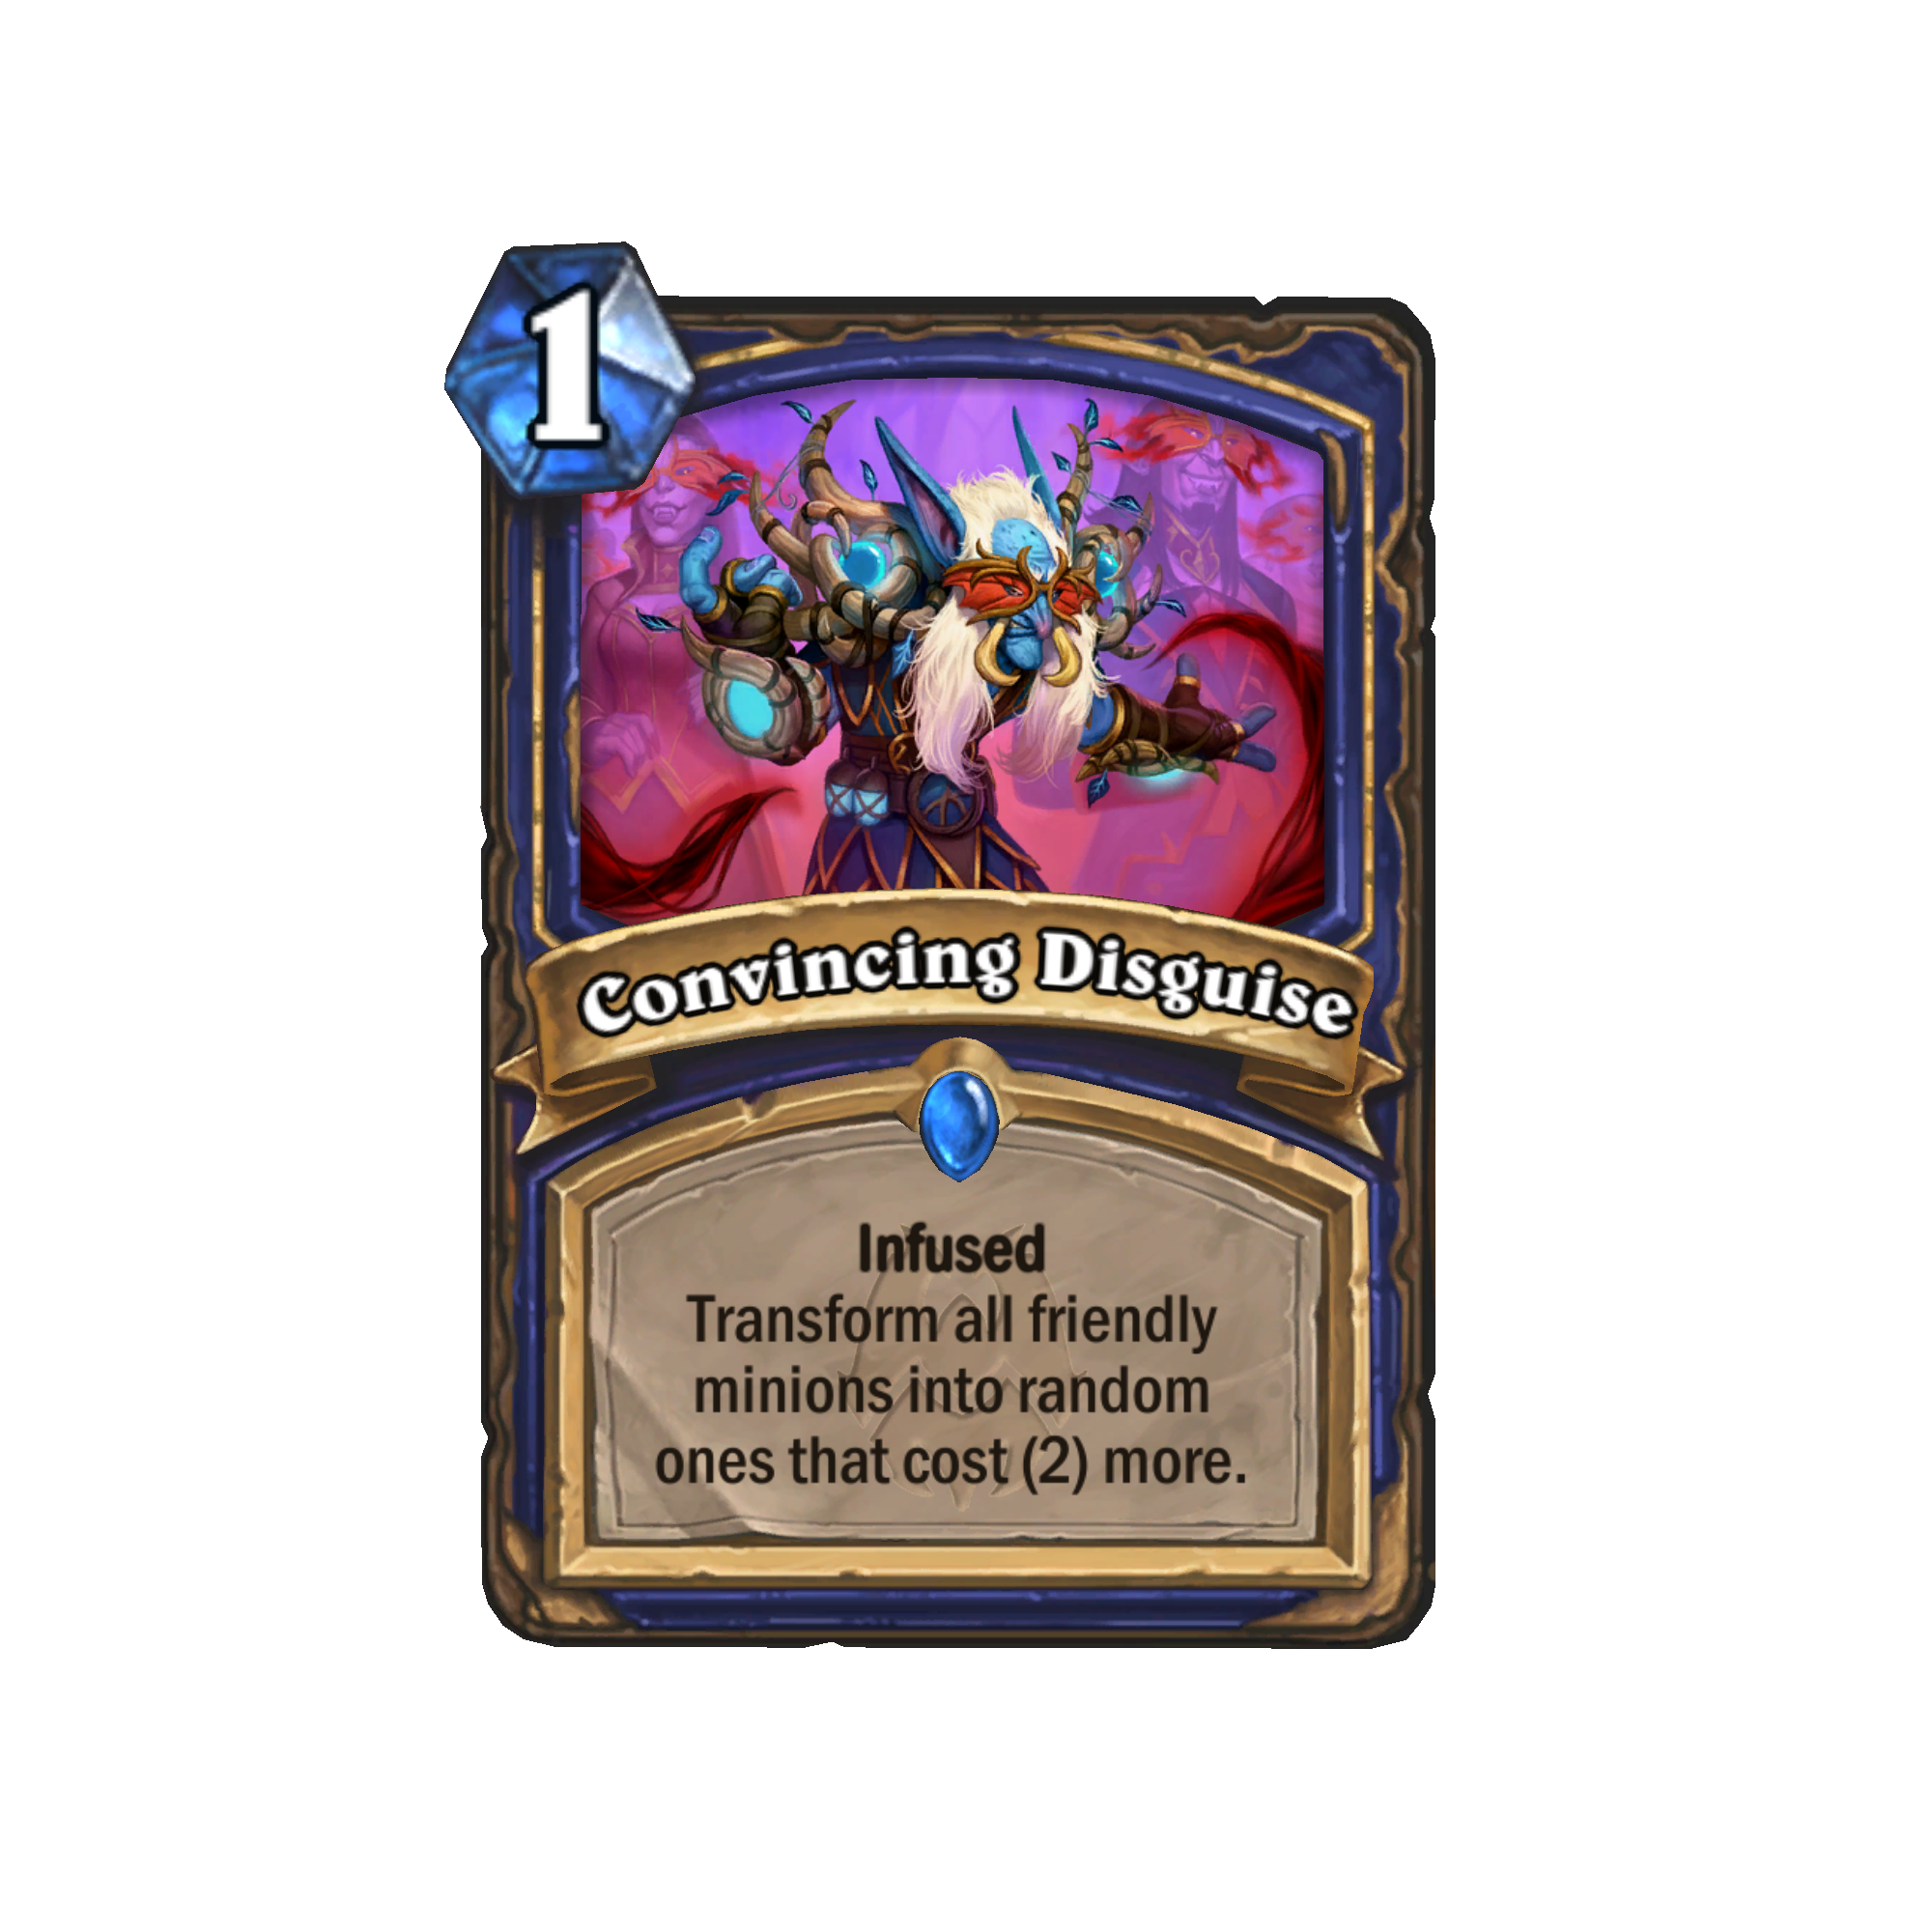 1
Convincing Disguise
Infused
Transform all friendly
minions into random
ones that cost (2) more.